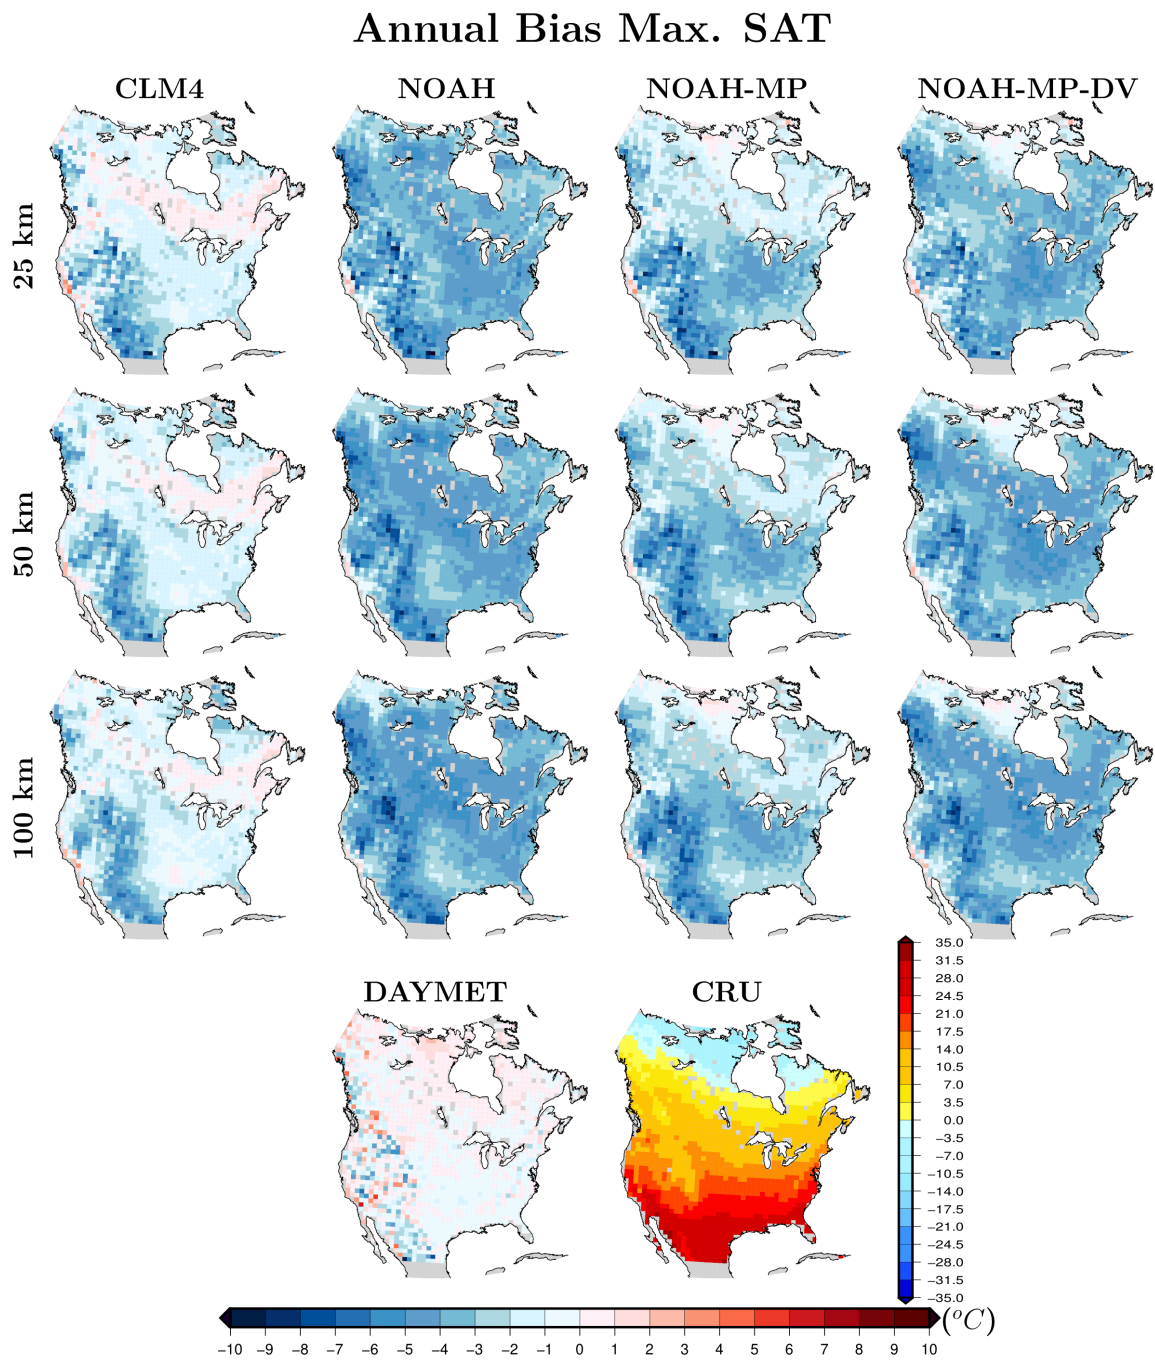 Annual Bias Max. SAT
CLM4 NOAH NOAH-MP NOAH-MP-DV
25 km
50 km
100 km
DAYMET CRU
35.0
31.5
28.0
24.5
21.0
17.5
14.0
10.5
7.0
3.5
0.0
−3.5
−7.0
−10.5
−14.0
−17.5
−21.0
−24.5
−28.0
−31.5
−35.0
(°C)
−10 −9 −8 −7 −6 −5 −4 −3 −2 −1 0 1 2 3 4 5 6 7 8 9 10